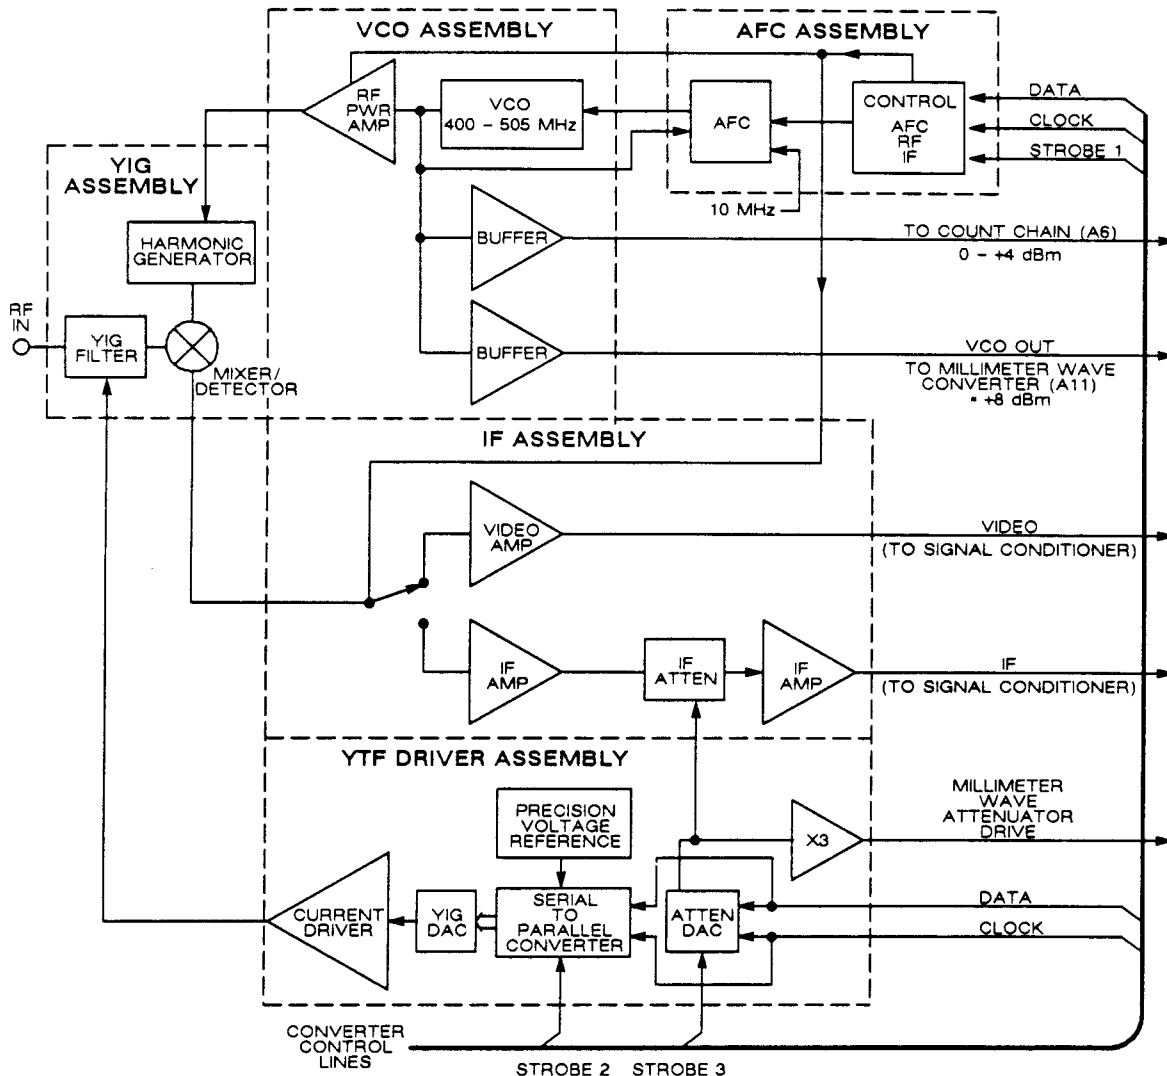 VCO ASSEMBLY
AFC ASSEMBLY
RF
PWR
AMP
VCO
400 - 505 MHz
AFC
CONTROL
AFC
RF
IF
DATA
CLOCK
STROBE 1
10 MHz
YIG
ASSEMBLY
HARMONIC
GENERATOR
BUFFER
TO COUNT CHAIN (A6)
0 - +4 dBm
RF
IN
YIG
FILTER
MIXER/
DETECTOR
BUFFER
VCO OUT
TO MILLIMETER WAVE
CONVERTER (A11)
≈ +8 dBm
IF ASSEMBLY
VIDEO
AMP
VIDEO
(TO SIGNAL CONDITIONER)
IF
AMP
IF
ATTEN
IF
AMP
IF
(TO SIGNAL CONDITIONER)
YTF DRIVER ASSEMBLY
PRECISION
VOLTAGE
REFERENCE
X3
MILLIMETER
WAVE
ATTENUATOR
DRIVE
CURRENT
DRIVER
YIG
DAC
SERIAL
TO
PARALLEL
CONVERTER
ATTEN
DAC
DATA
CLOCK
CONVERTER
CONTROL
LINES
STROBE 2
STROBE 3